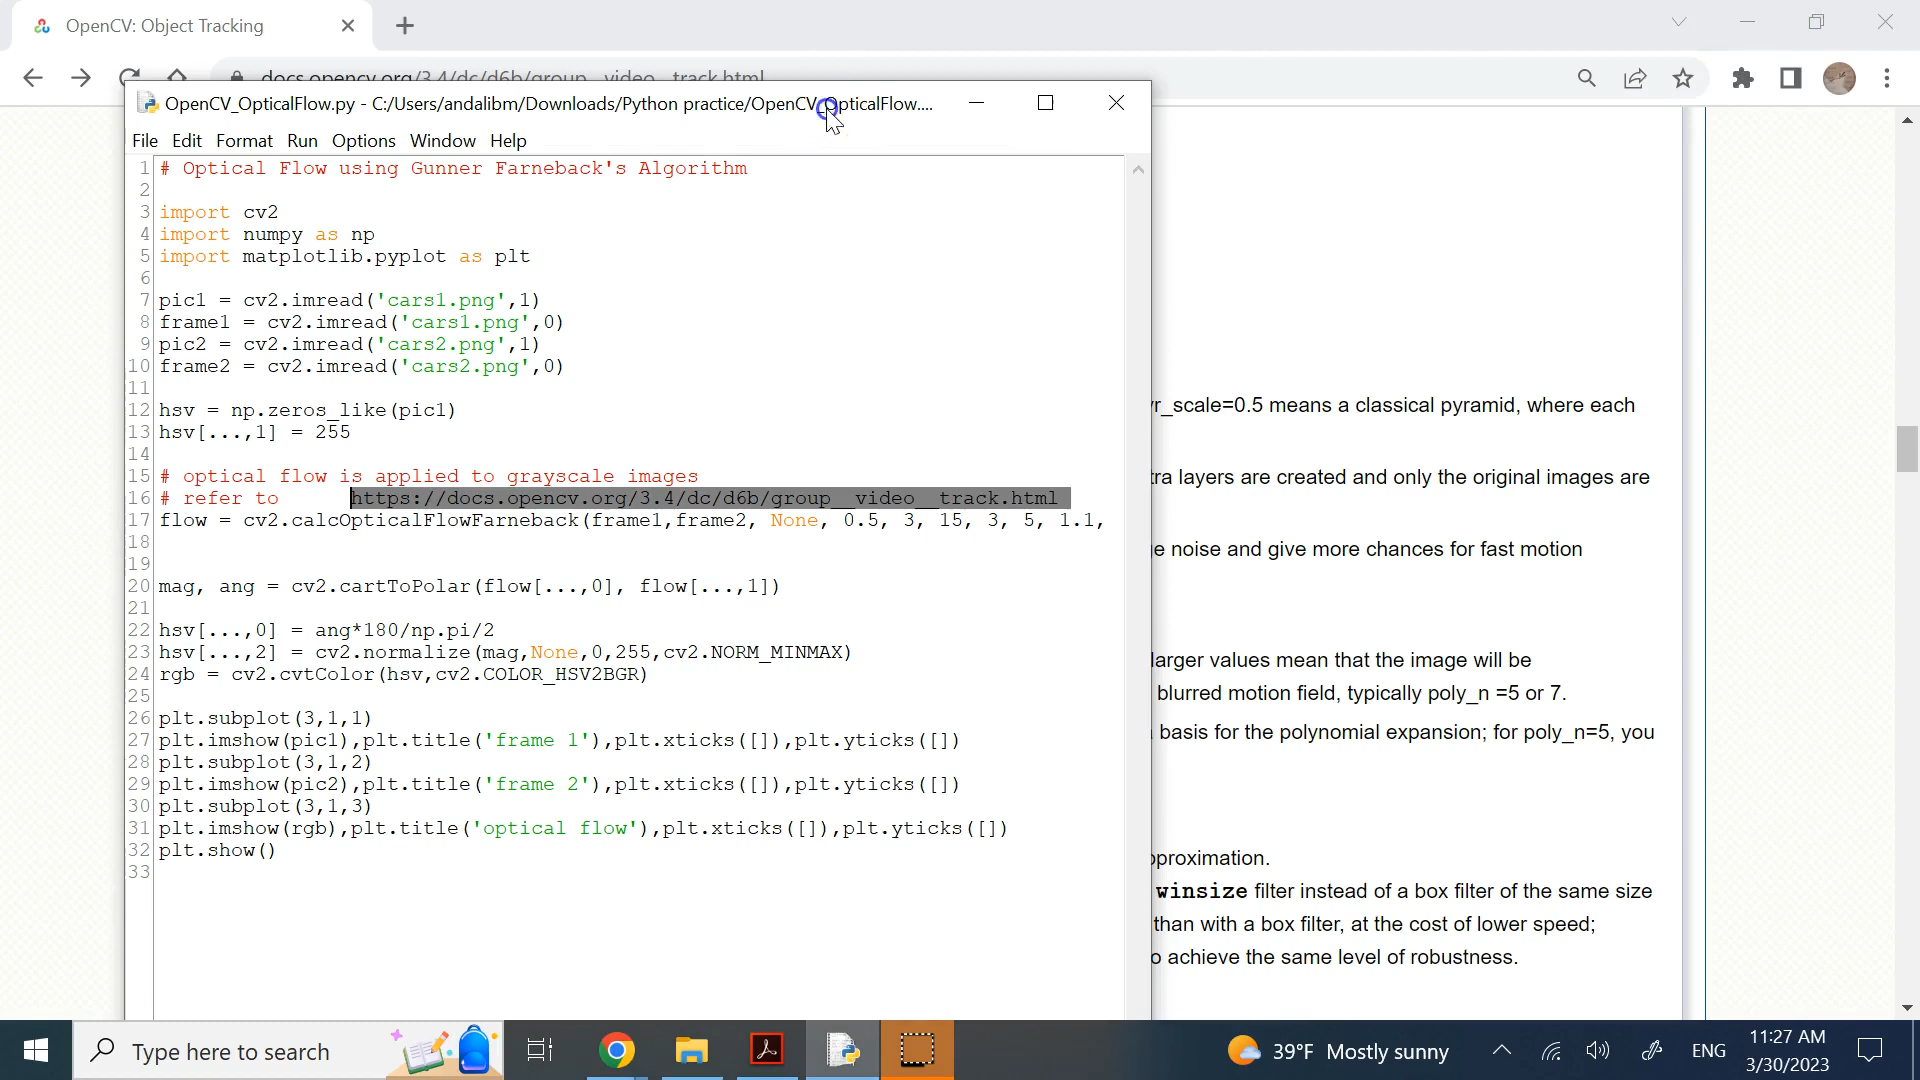 OpenCV: Object Tracking
docs.opencv.org/3.4/dc/d6b/group__video__track.html
OpenCV_OpticalFlow.py - C:/Users/andalibm/Downloads/Python practice/OpenCV_OpticalFlow....
File Edit Format Run Options Window Help
1 # Optical Flow using Gunner Farneback's Algorithm
2
3 import cv2
4 import numpy as np
5 import matplotlib.pyplot as plt
6
7 pic1 = cv2.imread('cars1.png',1)
8 frame1 = cv2.imread('cars1.png',0)
9 pic2 = cv2.imread('cars2.png',1)
10 frame2 = cv2.imread('cars2.png',0)
11
12 hsv = np.zeros_like(pic1)
13 hsv[...,1] = 255
14
15 # optical flow is applied to grayscale images
16 # refer to https://docs.opencv.org/3.4/dc/d6b/group__video__track.html
17 flow = cv2.calcOpticalFlowFarneback(frame1,frame2, None, 0.5, 3, 15, 3, 5, 1.1,
18
19
20 mag, ang = cv2.cartToPolar(flow[...,0], flow[...,1])
21
22 hsv[...,0] = ang*180/np.pi/2
23 hsv[...,2] = cv2.normalize(mag,None,0,255,cv2.NORM_MINMAX)
24 rgb = cv2.cvtColor(hsv,cv2.COLOR_HSV2BGR)
25
26 plt.subplot(3,1,1)
27 plt.imshow(pic1),plt.title('frame 1'),plt.xticks([]),plt.yticks([])
28 plt.subplot(3,1,2)
29 plt.imshow(pic2),plt.title('frame 2'),plt.xticks([]),plt.yticks([])
30 plt.subplot(3,1,3)
31 plt.imshow(rgb),plt.title('optical flow'),plt.xticks([]),plt.yticks([])
32 plt.show()
33
r_scale=0.5 means a classical pyramid, where each
tra layers are created and only the original images are
e noise and give more chances for fast motion
larger values mean that the image will be
blurred motion field, typically poly_n =5 or 7.
basis for the polynomial expansion; for poly_n=5, you
pproximation.
winsize filter instead of a box filter of the same size
than with a box filter, at the cost of lower speed;
o achieve the same level of robustness.
Type here to search
39°F Mostly sunny
ENG
11:27 AM
3/30/2023